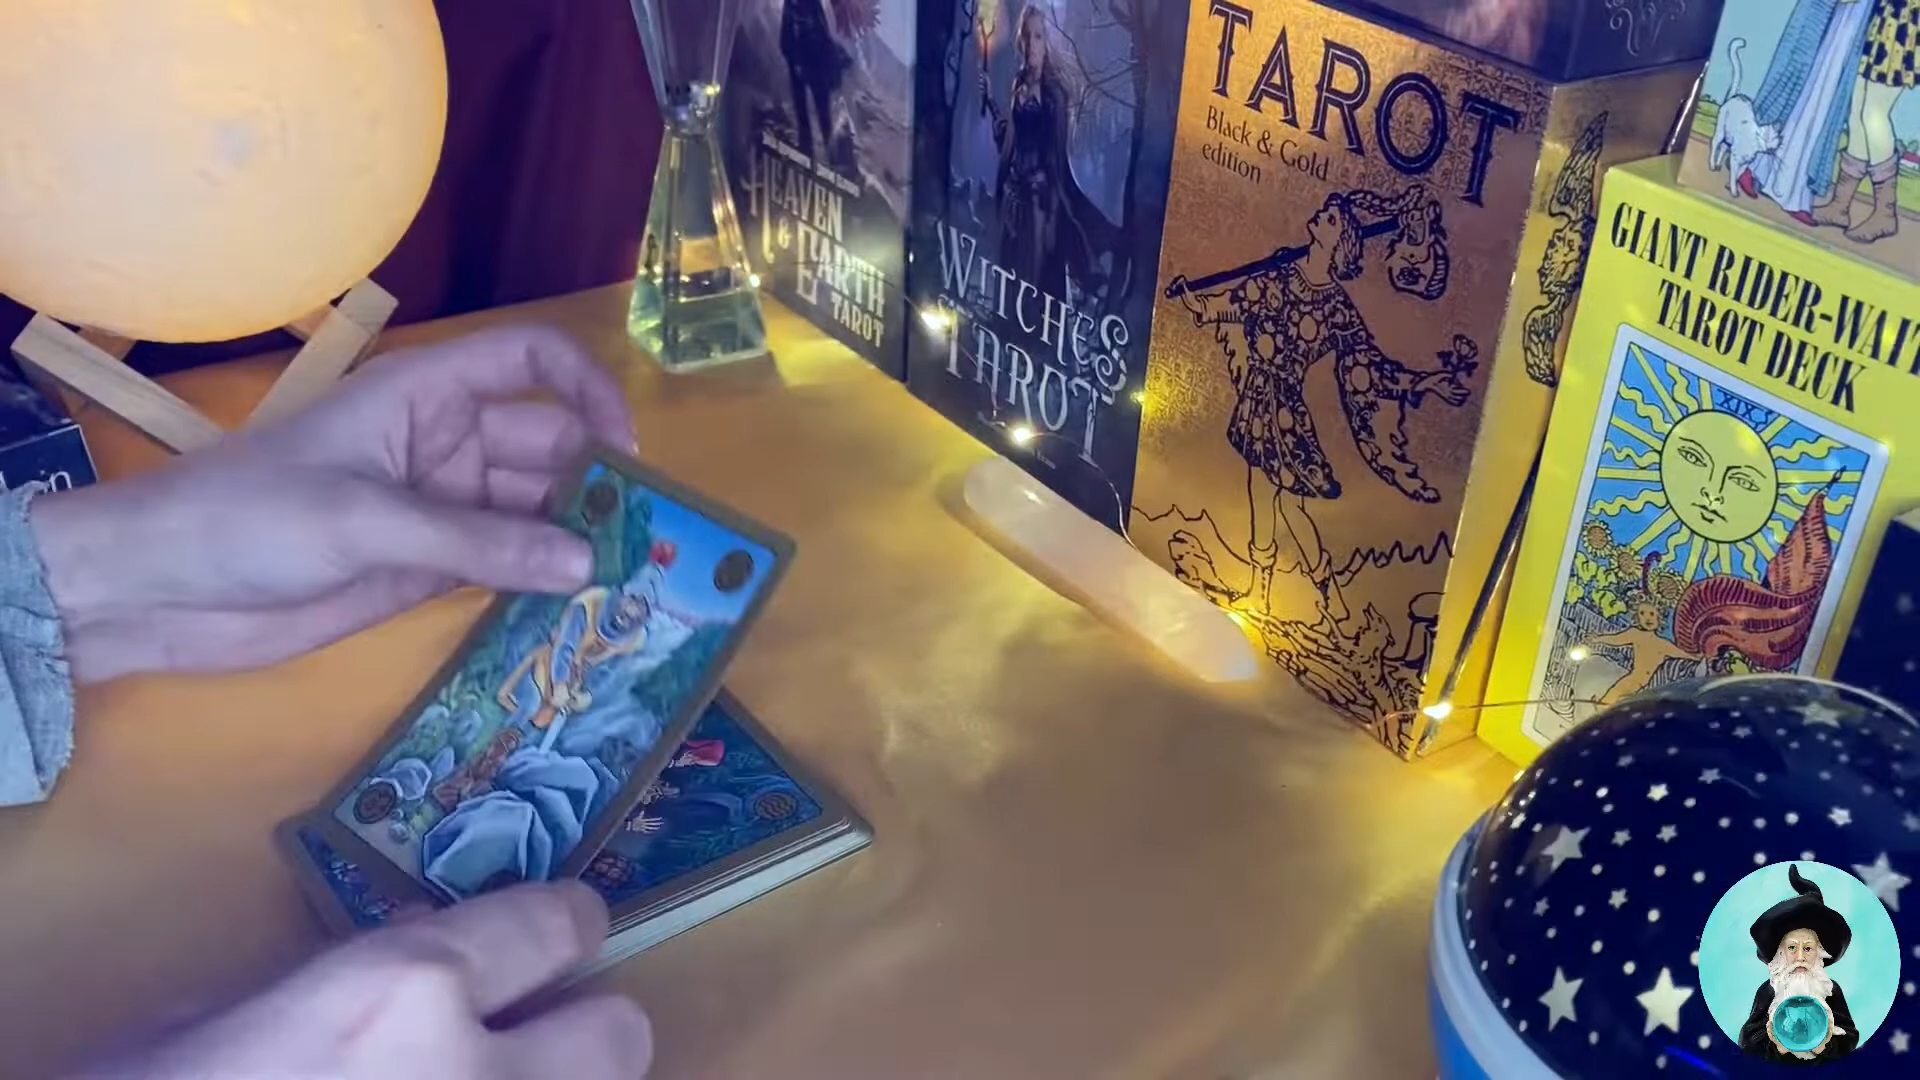 HEAVEN
& EARTH
TAROT
WITCHES
TAROT
TAROT
Black & Gold
edition
GIANT RIDER-WAIT
TAROT DECK
XIX